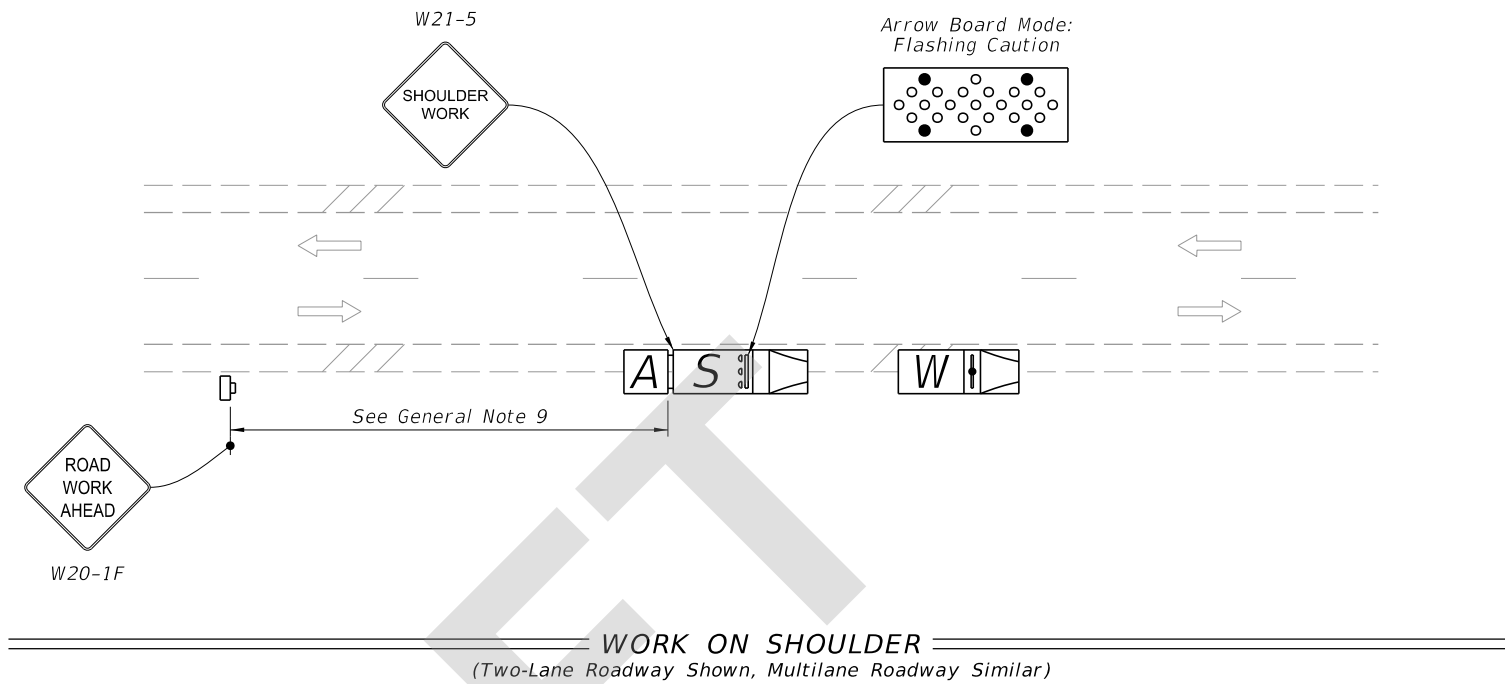 W21-5
SHOULDER
WORK
Arrow Board Mode:
Flashing Caution
A
S
W
See General Note 9
ROAD
WORK
AHEAD
W20-1F
WORK ON SHOULDER
(Two-Lane Roadway Shown, Multilane Roadway Similar)